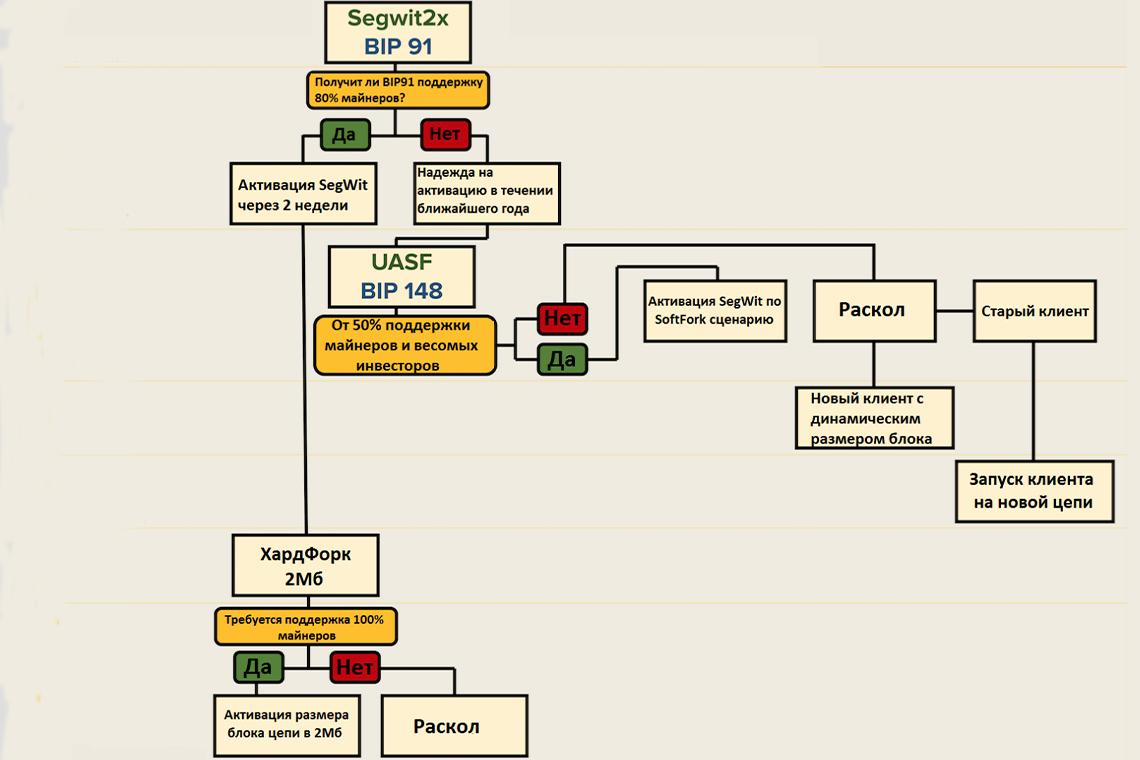 Segwit2x
BIP 91
Получит ли BIP91 поддержку
80% майнеров?
Да
Нет
Активация SegWit
через 2 недели
Надежда на
активацию в течении
ближайшего года
UASF
BIP 148
От 50% поддержки
майнеров и весомых
инвесторов
Нет
Да
Активация SegWit по
SoftFork сценарию
Раскол
Старый клиент
Новый клиент с
динамическим
размером блока
Запуск клиента
на новой цепи
ХардФорк
2Мб
Требуется поддержка 100%
майнеров
Да
Нет
Активация размера
блока цепи в 2Мб
Раскол